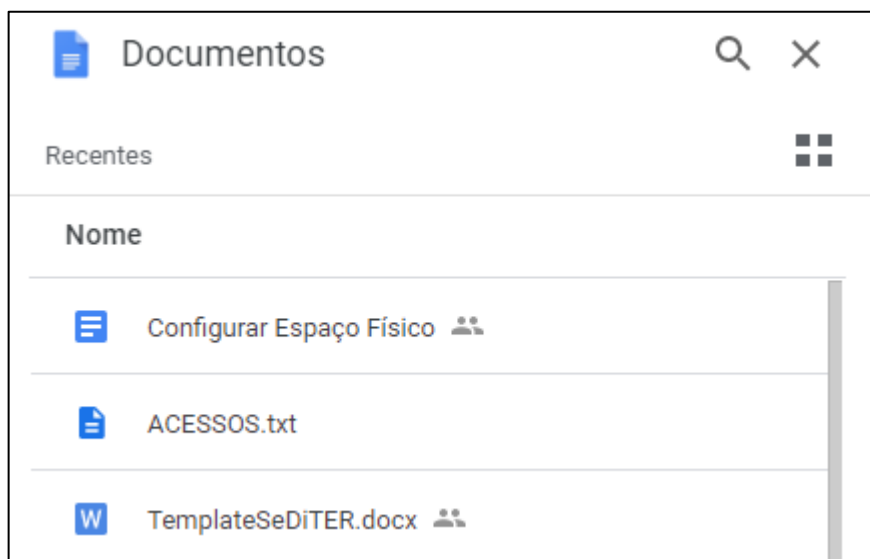 Documentos
Recentes
Nome
Configurar Espaço Físico
ACESSOS.txt
W TemplateSeDiTER.docx